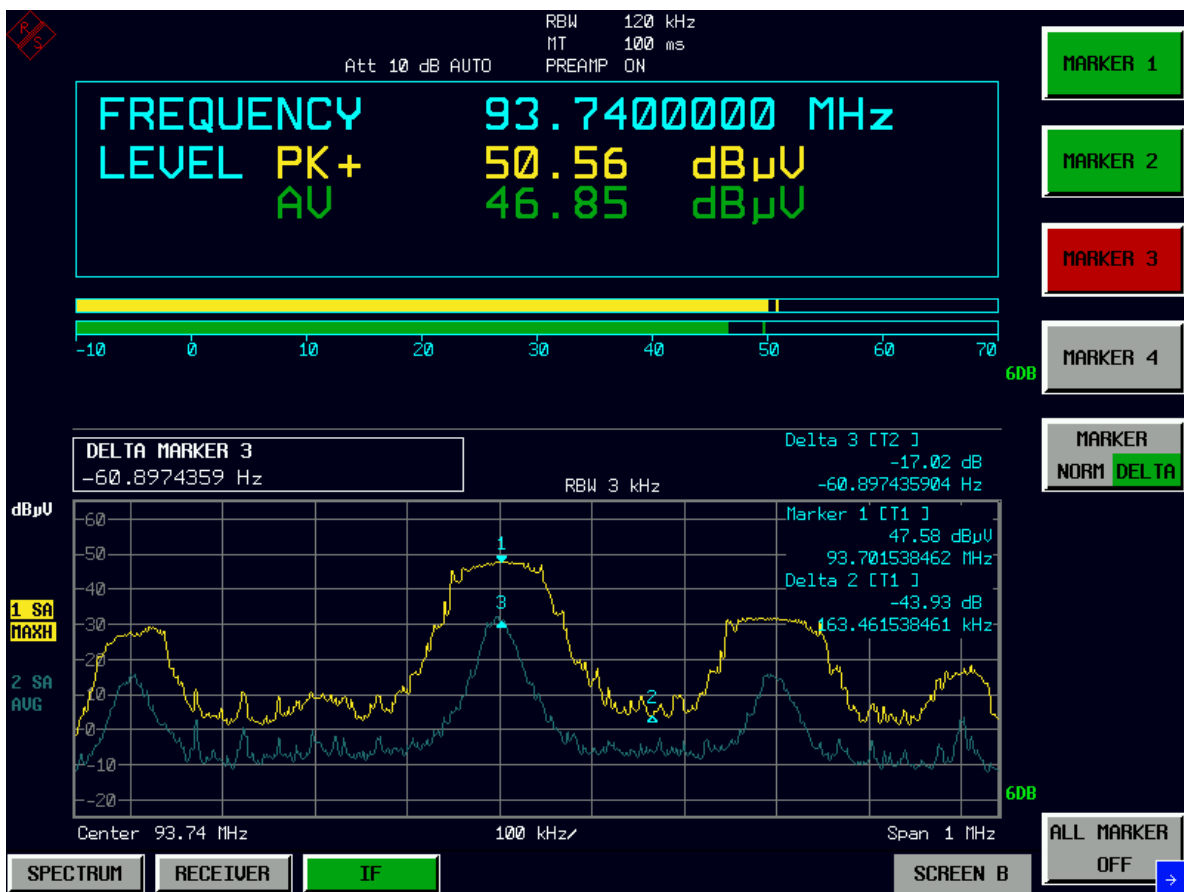 R
S
RBW 120 kHz
MT 100 ms
Att 10 dB AUTO PREAMP ON
FREQUENCY 93.7400000 MHz
LEVEL PK+ 50.56 dBµV
AV 46.85 dBµV
-10 0 10 20 30 40 50 60 70
6DB
DELTA MARKER 3
-60.8974359 Hz
RBW 3 kHz
Delta 3 [T2 ]
-17.02 dB
-60.897435904 Hz
Marker 1 [T1 ]
47.58 dBµV
93.701538462 MHz
Delta 2 [T1 ]
-43.93 dB
163.461538461 kHz
dBµV
60
50
40
30
20
10
0
-10
-20
1
3
2
1 SA
MAXH
2 SA
AVG
6DB
Center 93.74 MHz 100 kHz/ Span 1 MHz
MARKER 1
MARKER 2
MARKER 3
MARKER 4
MARKER
NORM DELTA
ALL MARKER
OFF
→
SPECTRUM RECEIVER IF SCREEN B